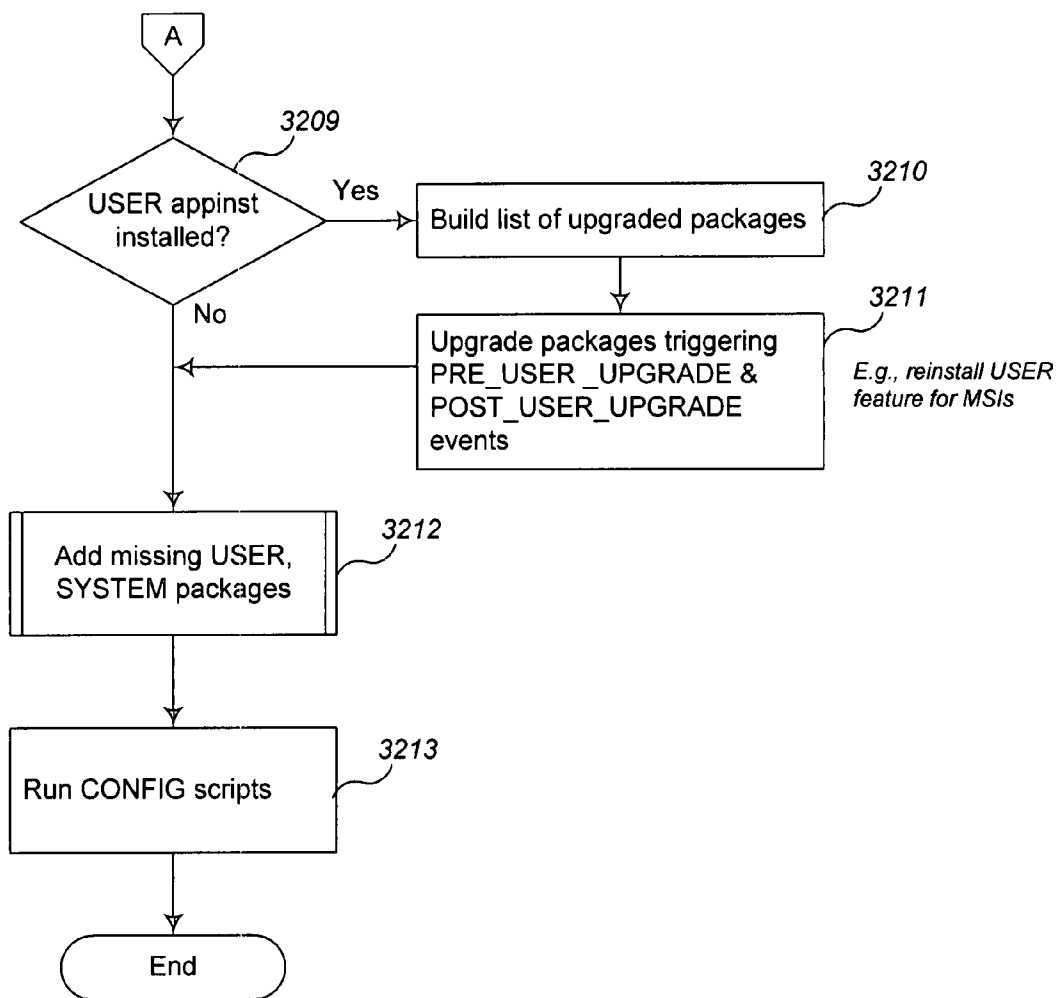 A
3209
USER appinst
installed?
Yes
3210
Build list of upgraded packages
No
3211
Upgrade packages triggering
PRE_USER _UPGRADE &
POST_USER_UPGRADE
events
E.g., reinstall USER
feature for MSIs
3212
Add missing USER,
SYSTEM packages
3213
Run CONFIG scripts
End